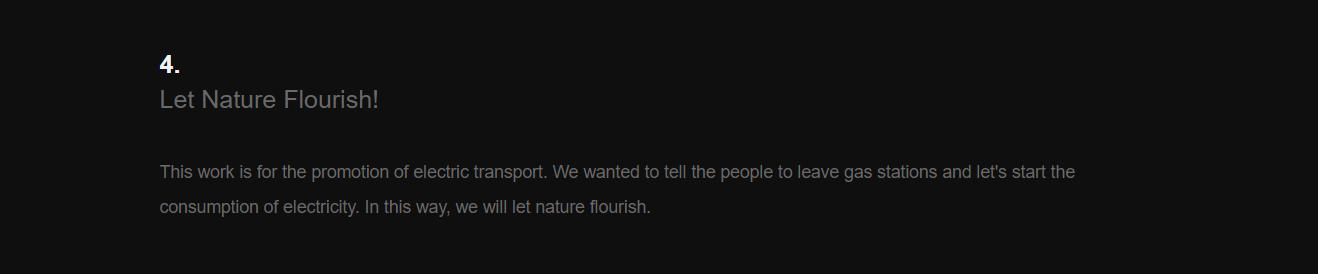 4.
Let Nature Flourish!
This work is for the promotion of electric transport. We wanted to tell the people to leave gas stations and let's start the
consumption of electricity. In this way, we will let nature flourish.